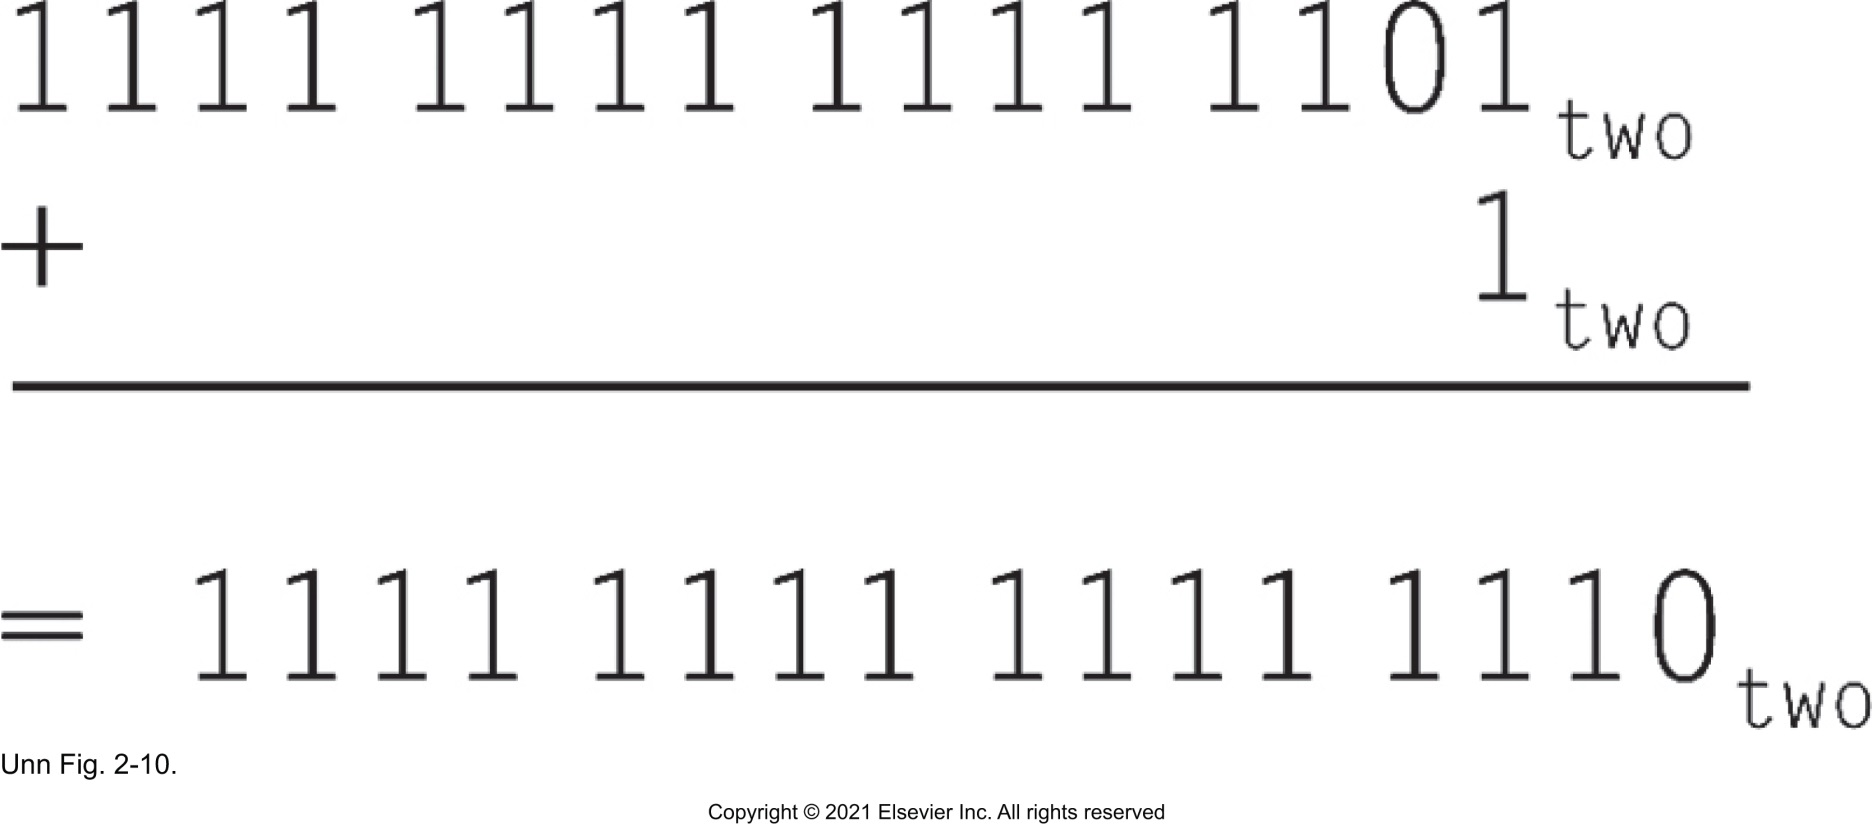 1111 1111 1111 1101two
+ 1two
= 1111 1111 1111 1110two
Unn Fig. 2-10.
Copyright © 2021 Elsevier Inc. All rights reserved